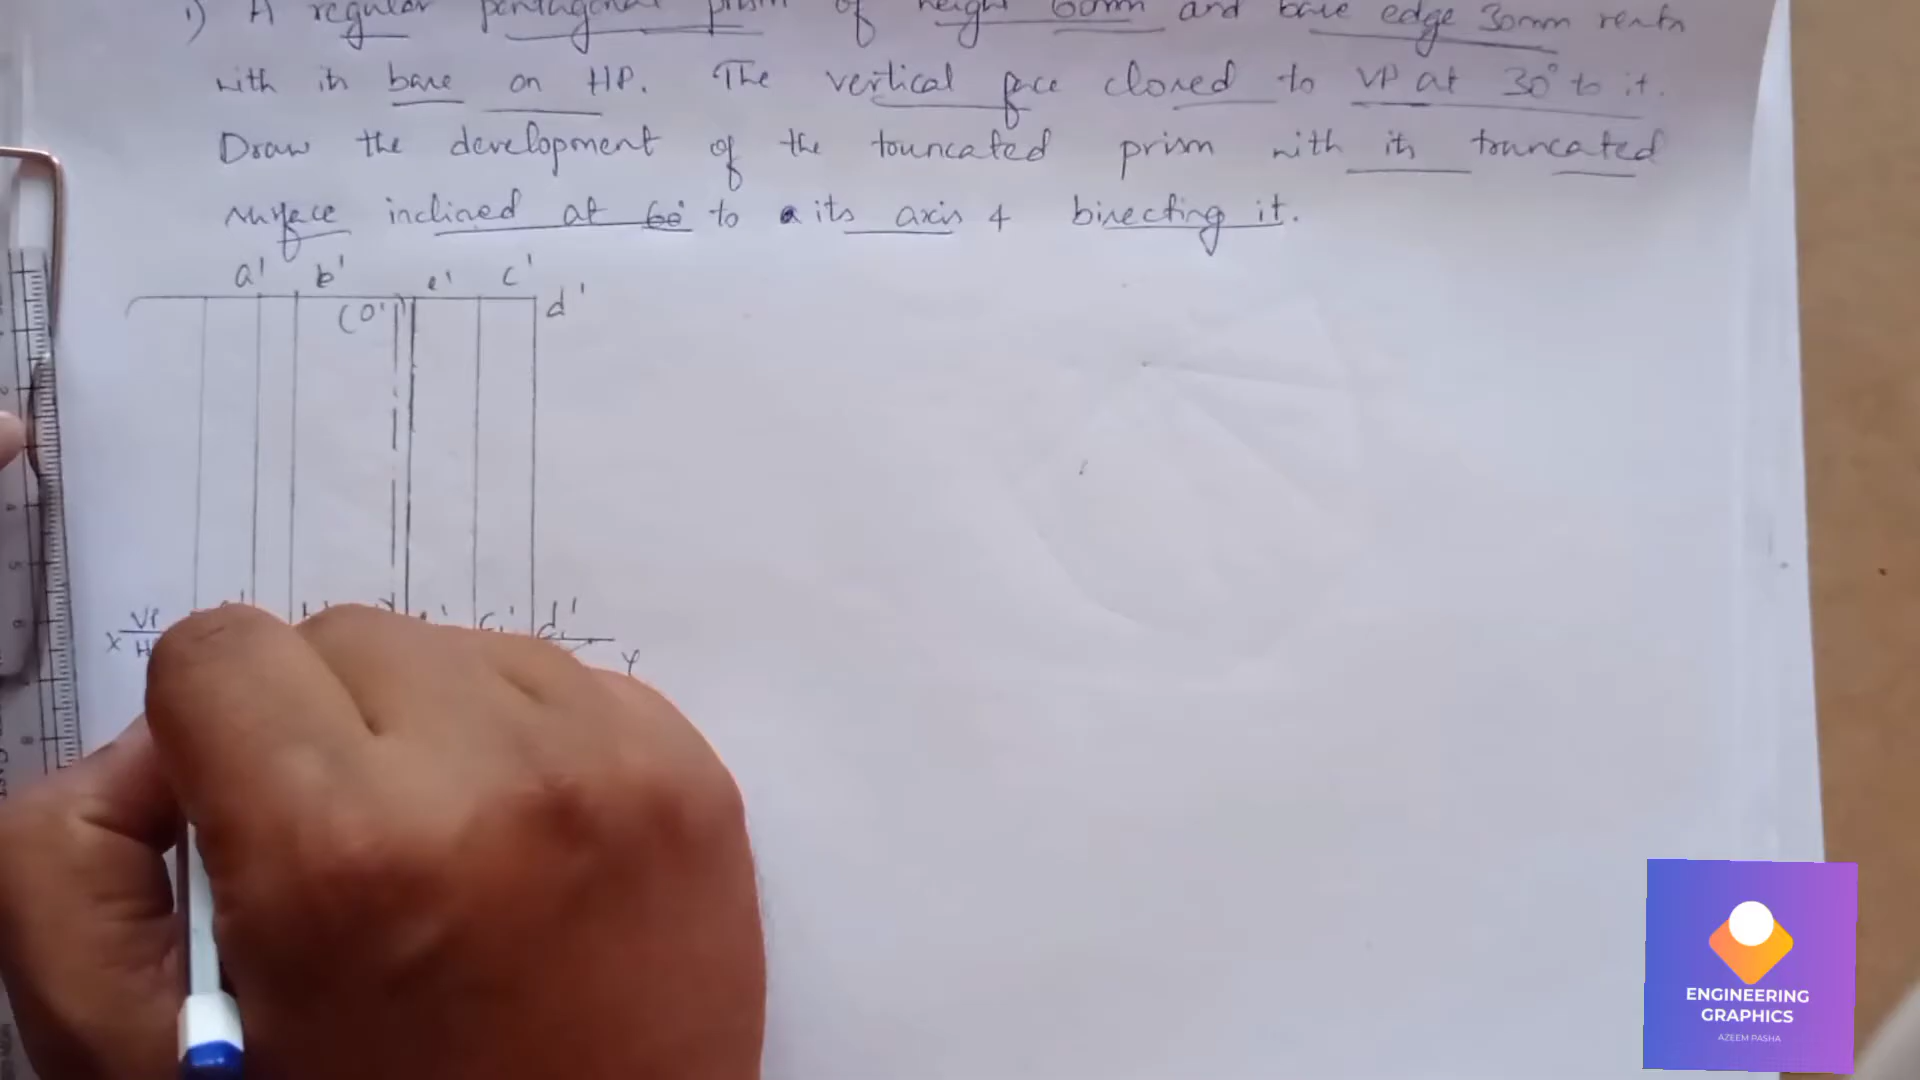 1) A regular pentagonal prism of height 60mm and base edge 30mm rests
with its base on HP. The vertical face closed to VP at 30° to it.
Draw the development of the truncated prism with its truncated
surface inclined at 60° to its axis & bisecting it.
a' b' e' c'
(o') d'
X VP c₁' d₁'
H Y
ENGINEERING
GRAPHICS
AZEEM PASHA